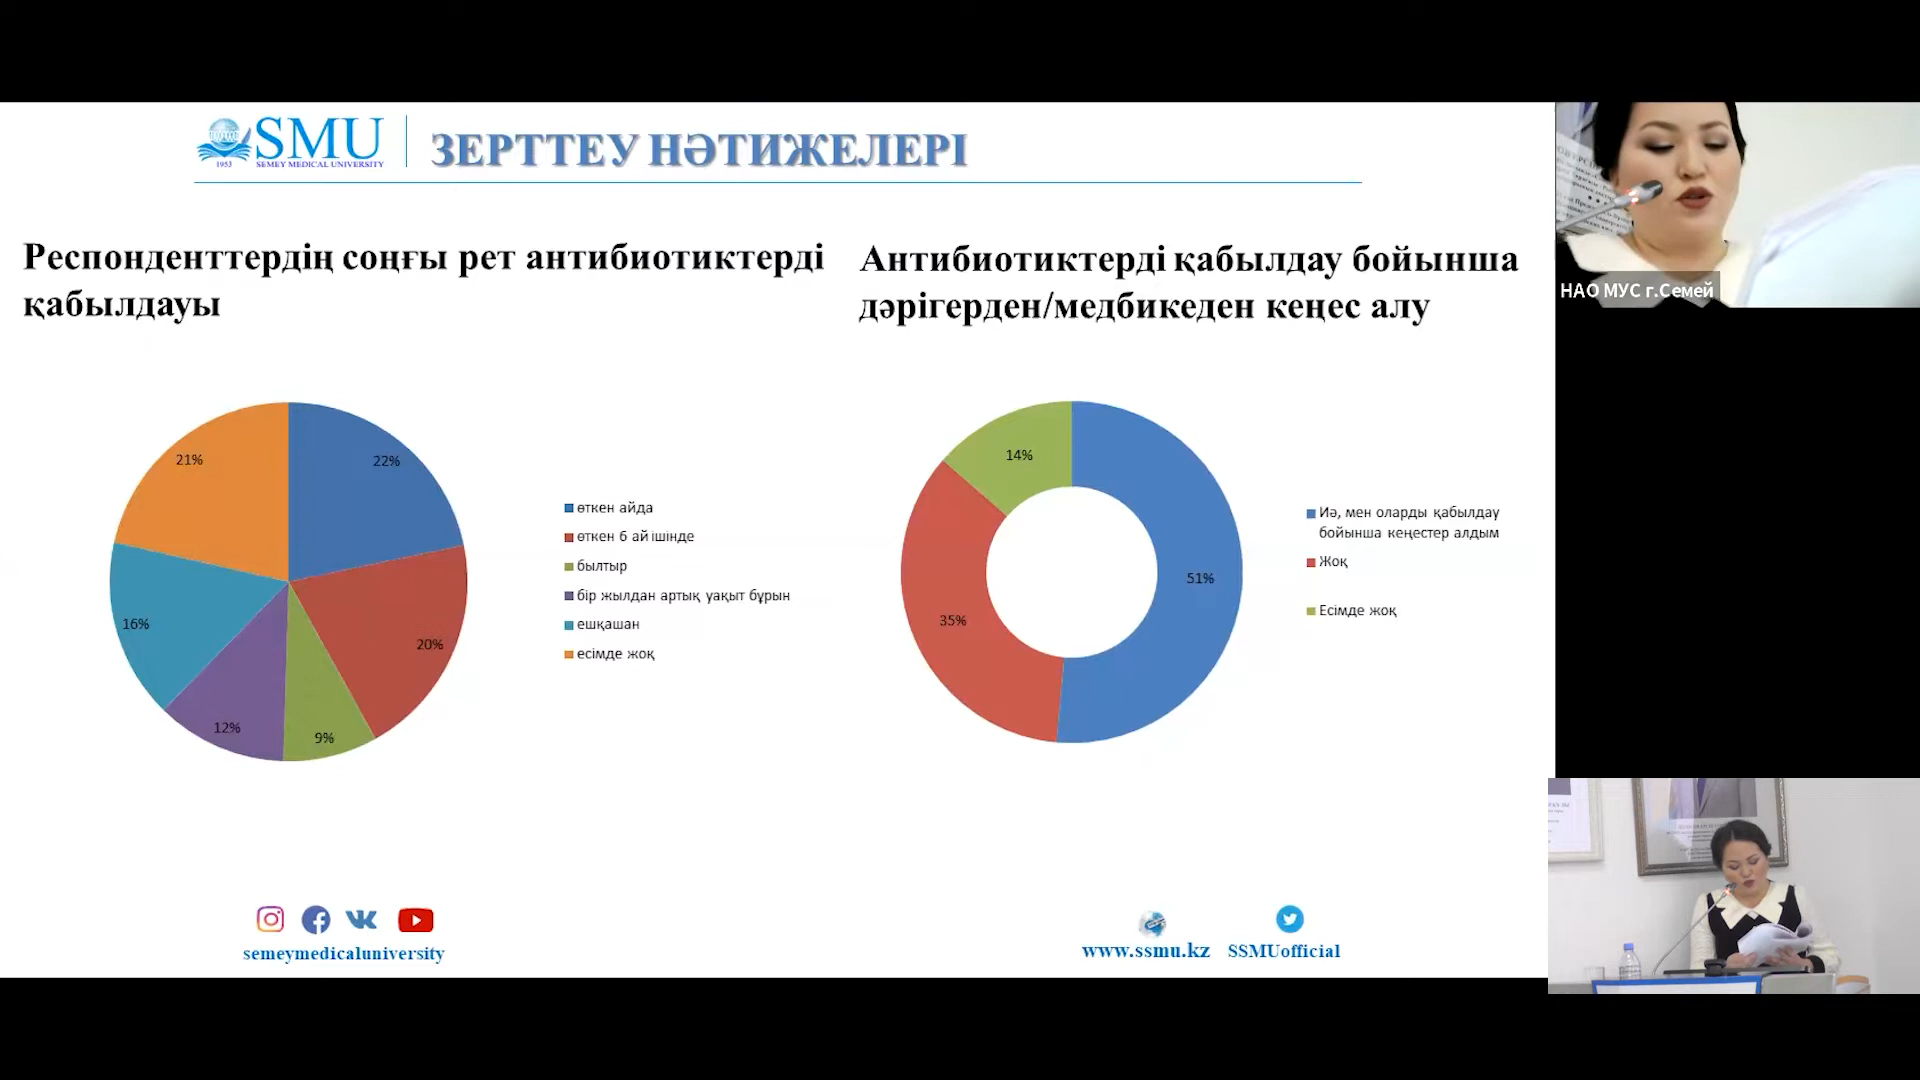 SMU
1953
SEMEY MEDICAL UNIVERSITY
ЗЕРТТЕУ НӘТИЖЕЛЕРІ
Респонденттердің соңғы рет антибиотиктерді
қабылдауы
22%
20%
9%
12%
16%
21%
өткен айда
өткен 6 ай ішінде
былтыр
бір жылдан артық уақыт бұрын
ешқашан
есімде жоқ
Антибиотиктерді қабылдау бойынша
дәрігерден/медбикеден кеңес алу
51%
35%
14%
Иә, мен оларды қабылдау
бойынша кеңестер алдым
Жоқ
Есімде жоқ
semeymedicaluniversity
www.ssmu.kz
SSMUofficial
НАО МУС г.Семей